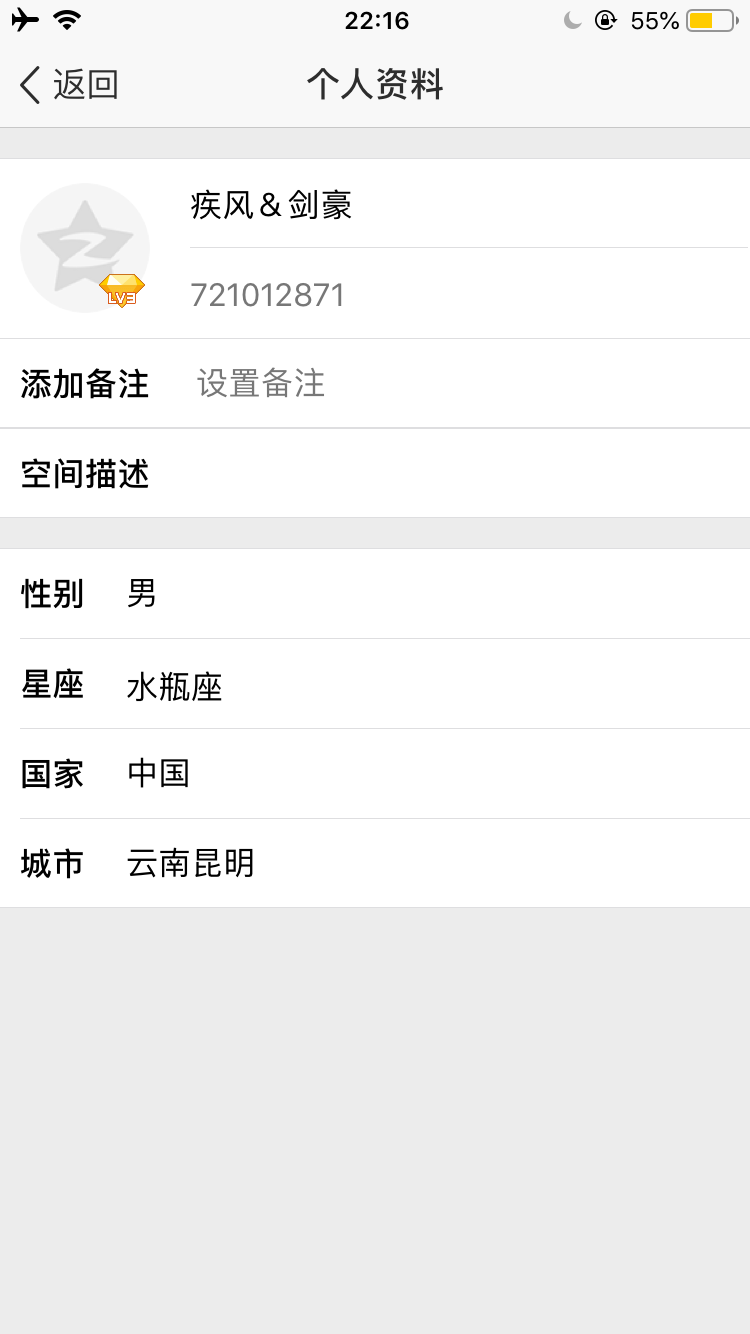 22:16
55%
返回
个人资料
疾风＆剑豪
LV3
721012871
添加备注 设置备注
空间描述
性别 男
星座 水瓶座
国家 中国
城市 云南昆明